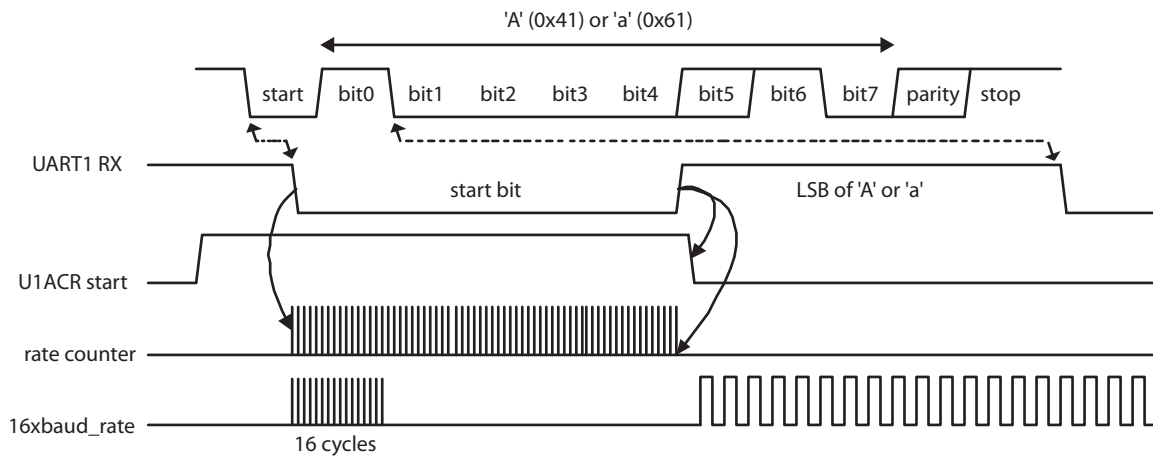 'A' (0x41) or 'a' (0x61)
start bit0 bit1 bit2 bit3 bit4 bit5 bit6 bit7 parity stop
UART1 RX
start bit
LSB of 'A' or 'a'
U1ACR start
rate counter
16xbaud_rate
16 cycles